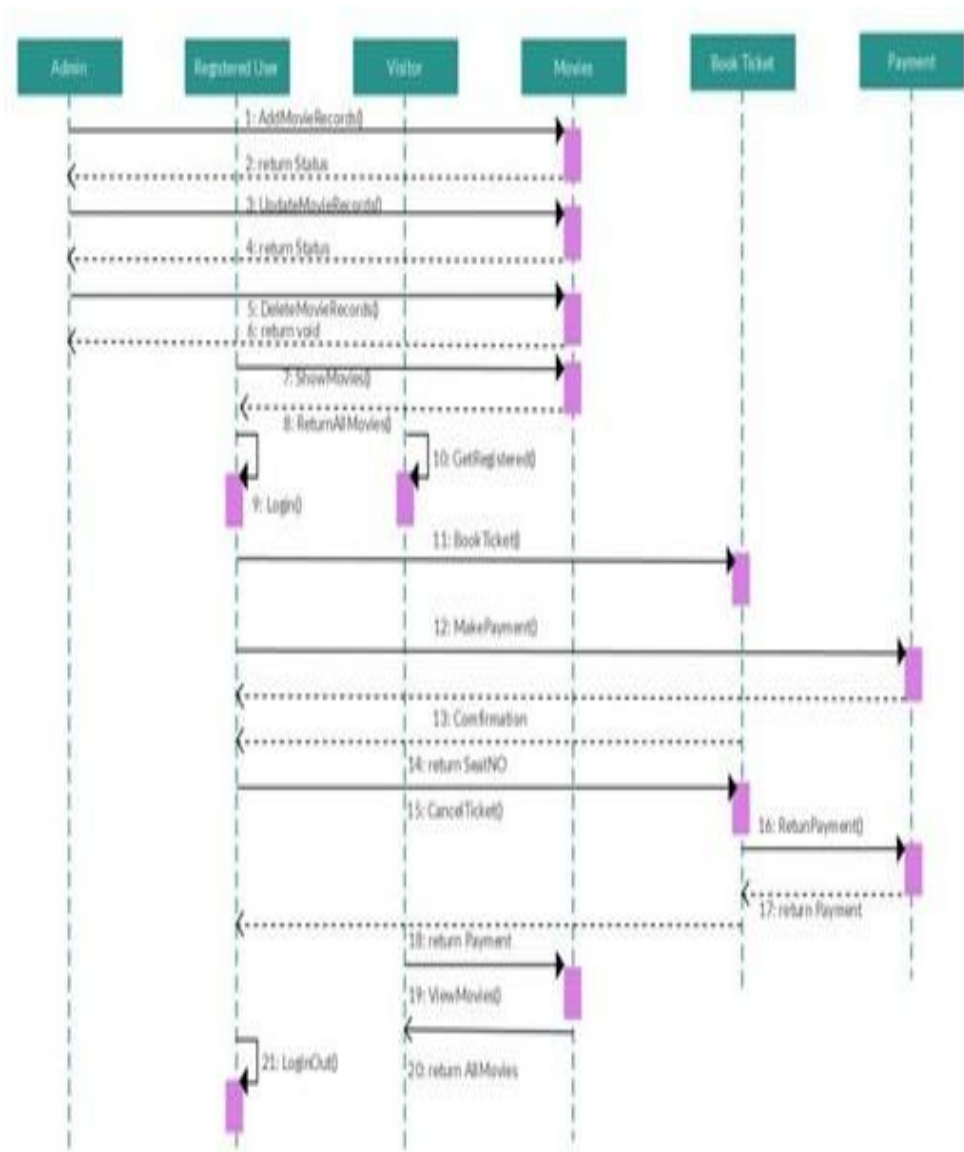 Admin
Registered User
Visitor
Movies
Book Ticket
Payment
1: AddMovieRecords()
2: return Status
3: UpdateMovieRecords()
4: return Status
5: DeleteMovieRecords()
6: return void
7: ShowMovies()
8: ReturnAllMovies()
9: Login()
10: GetRegistered()
11: BookTicket()
12: MakePayment()
13: Comfirmation
14: return SeatNO
15: CancelTicket()
16: RetunPayment()
17: return Payment
18: return Payment
19: ViewMovies()
20: return AllMovies
21: LogInOut()